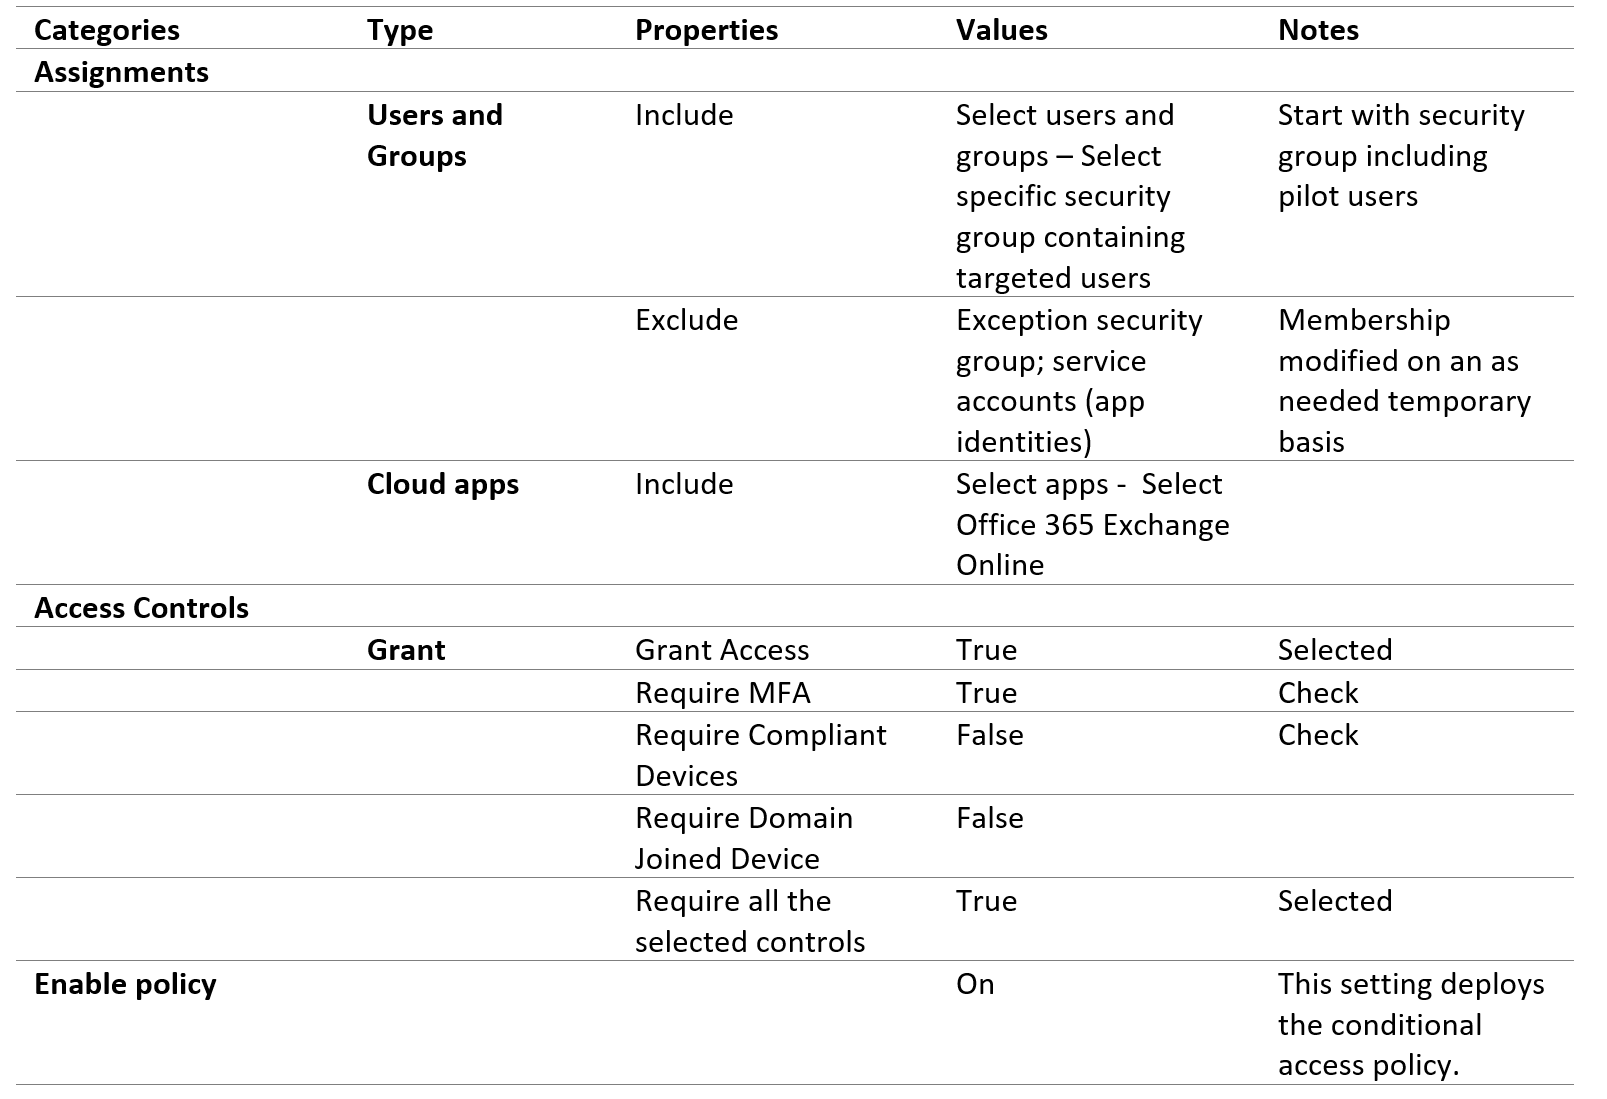 Categories Type Properties Values Notes
Assignments
Users and Groups Include Select users and groups – Select specific security group containing targeted users Start with security group including pilot users
Exclude Exception security group; service accounts (app identities) Membership modified on an as needed temporary basis
Cloud apps Include Select apps -  Select Office 365 Exchange Online
Access Controls
Grant Grant Access True Selected
Require MFA True Check
Require Compliant Devices False Check
Require Domain Joined Device False
Require all the selected controls True Selected
Enable policy On This setting deploys the conditional access policy.